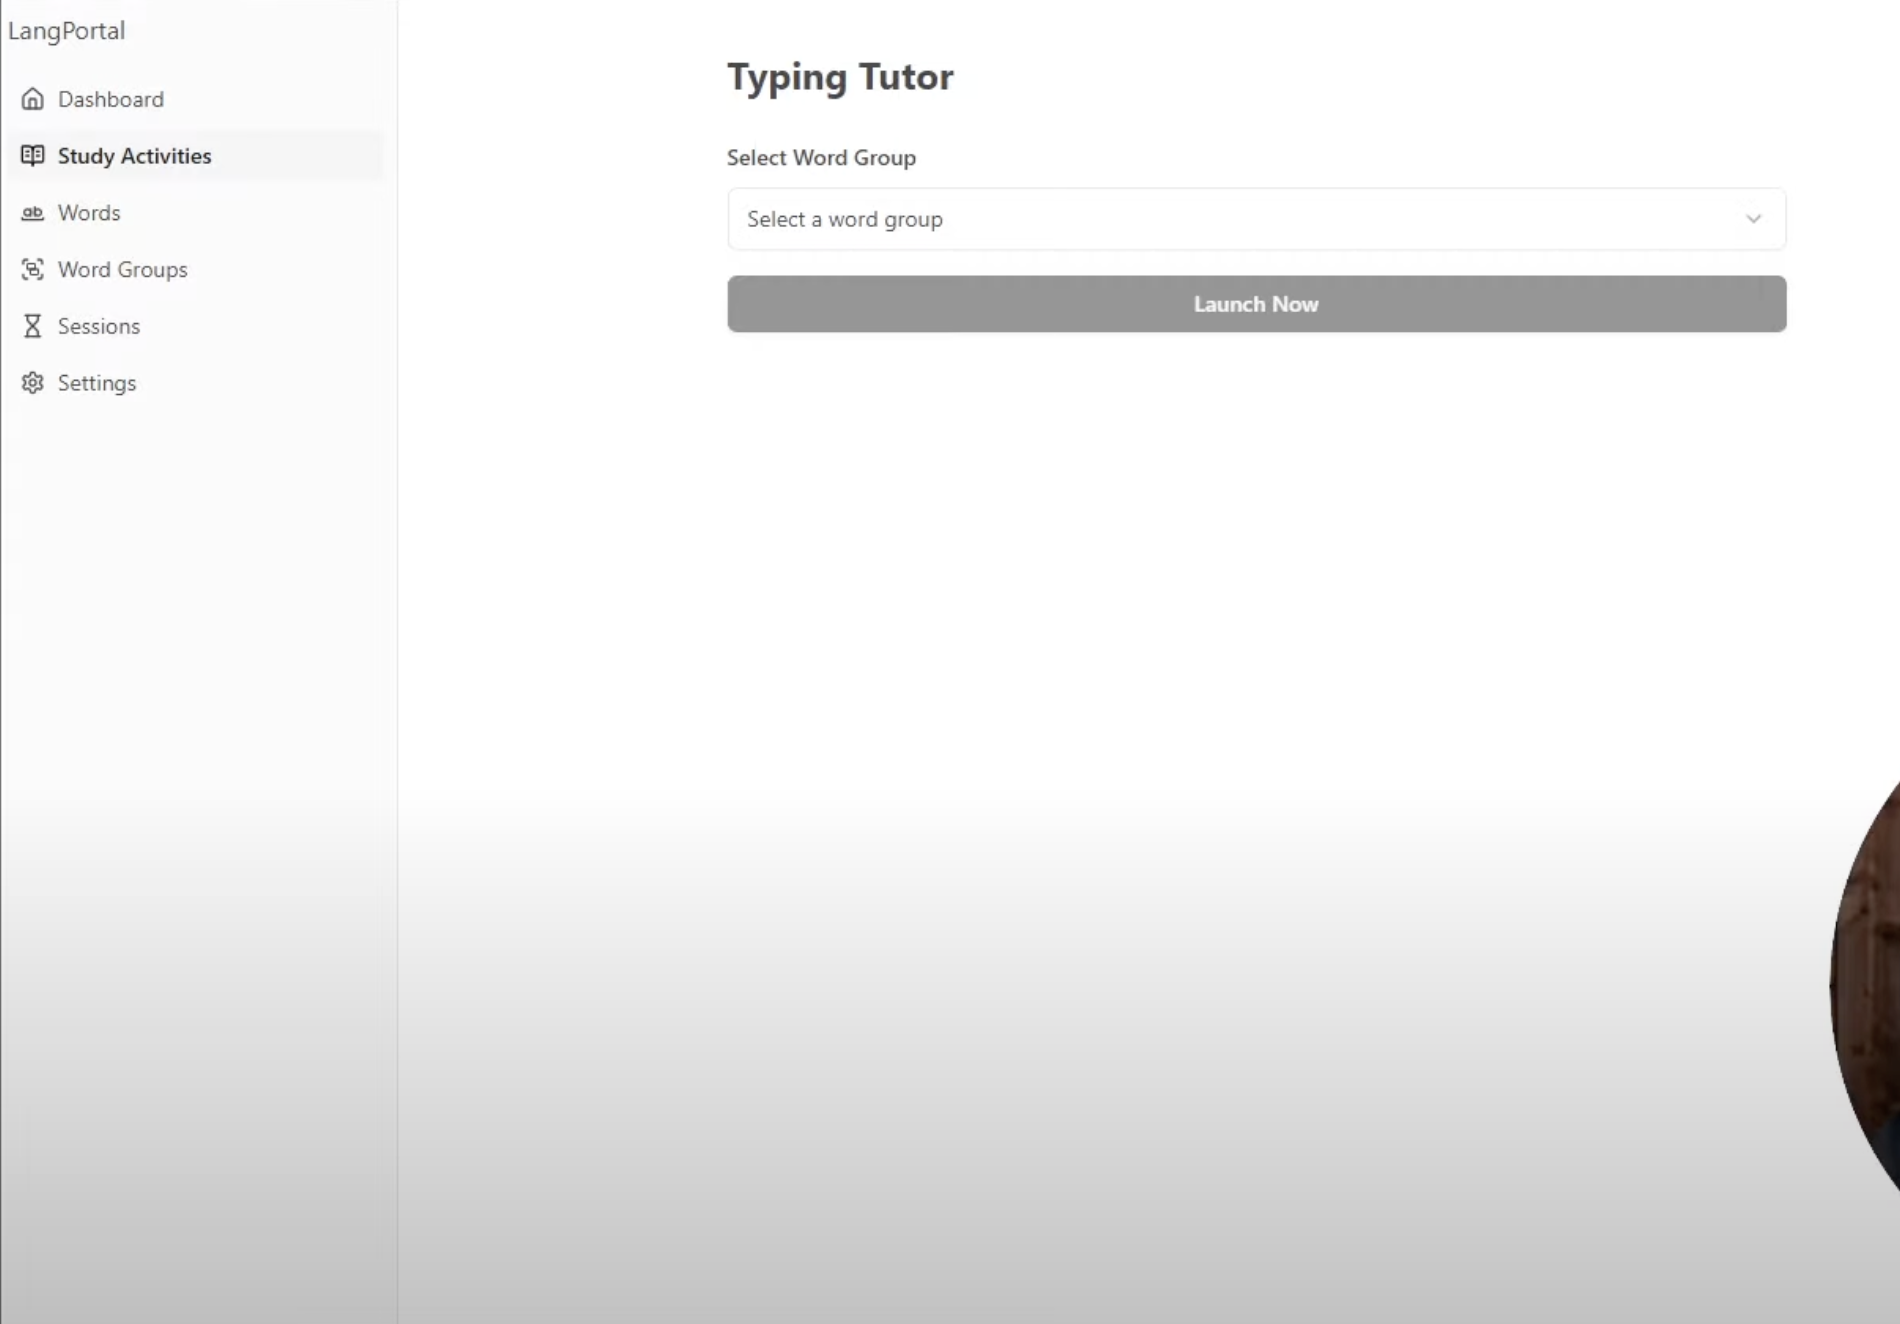 LangPortal
Dashboard
Study Activities
Words
Word Groups
Sessions
Settings
Typing Tutor
Select Word Group
Select a word group
Launch Now